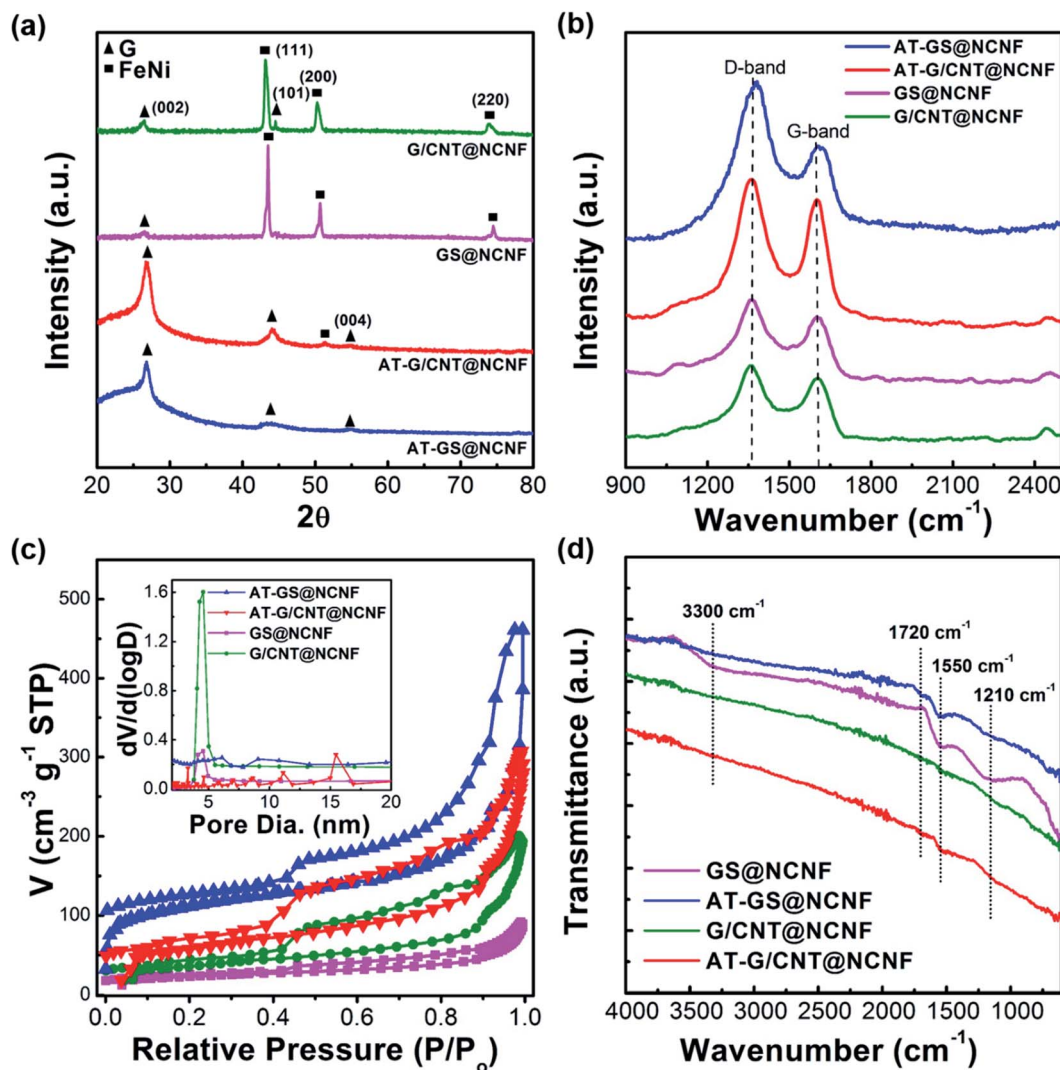 (a)
▲ G
■ FeNi
(002)
(111)
(101)
(200)
(220)
G/CNT@NCNF
GS@NCNF
(004)
AT-G/CNT@NCNF
AT-GS@NCNF
Intensity (a.u.)
20 30 40 50 60 70 80
2θ
(b)
AT-GS@NCNF
AT-G/CNT@NCNF
GS@NCNF
G/CNT@NCNF
D-band
G-band
Intensity (a.u.)
900 1200 1500 1800 2100 2400
Wavenumber (cm⁻¹)
(c)
V (cm⁻³ g⁻¹ STP)
500
400
300
200
100
0
0.0 0.2 0.4 0.6 0.8 1.0
Relative Pressure (P/Pₒ)
dV/d(logD)
1.6
1.2
0.8
0.4
0.0
AT-GS@NCNF
AT-G/CNT@NCNF
GS@NCNF
G/CNT@NCNF
5 10 15 20
Pore Dia. (nm)
(d)
Transmittance (a.u.)
3300 cm⁻¹
1720 cm⁻¹
1550 cm⁻¹
1210 cm⁻¹
GS@NCNF
AT-GS@NCNF
G/CNT@NCNF
AT-G/CNT@NCNF
4000 3500 3000 2500 2000 1500 1000
Wavenumber (cm⁻¹)